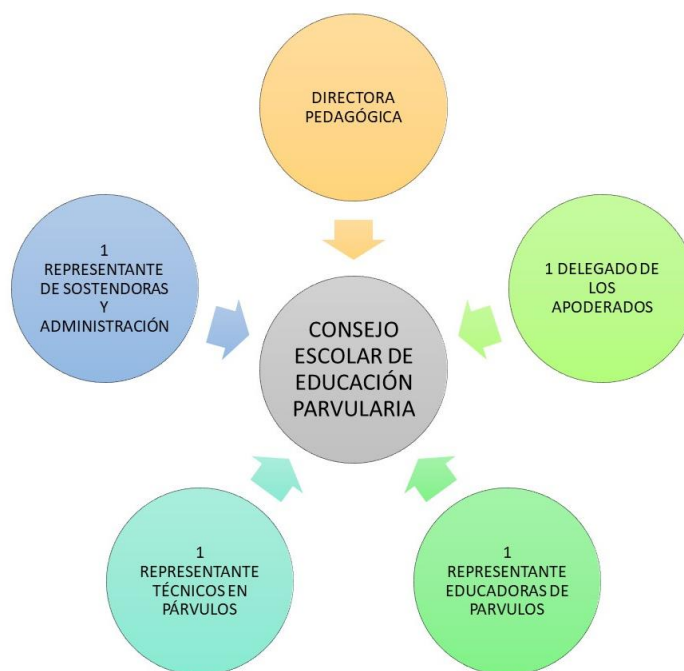 DIRECTORA
PEDAGÓGICA
1
REPRESENTANTE
DE SOSTENDORAS
Y
ADMINISTRACIÓN
1 DELEGADO DE
LOS
APODERADOS
CONSEJO
ESCOLAR DE
EDUCACIÓN
PARVULARIA
1
REPRESENTANTE
TÉCNICOS EN
PÁRVULOS
1
REPRESENTANTE
EDUCADORAS DE
PARVULOS